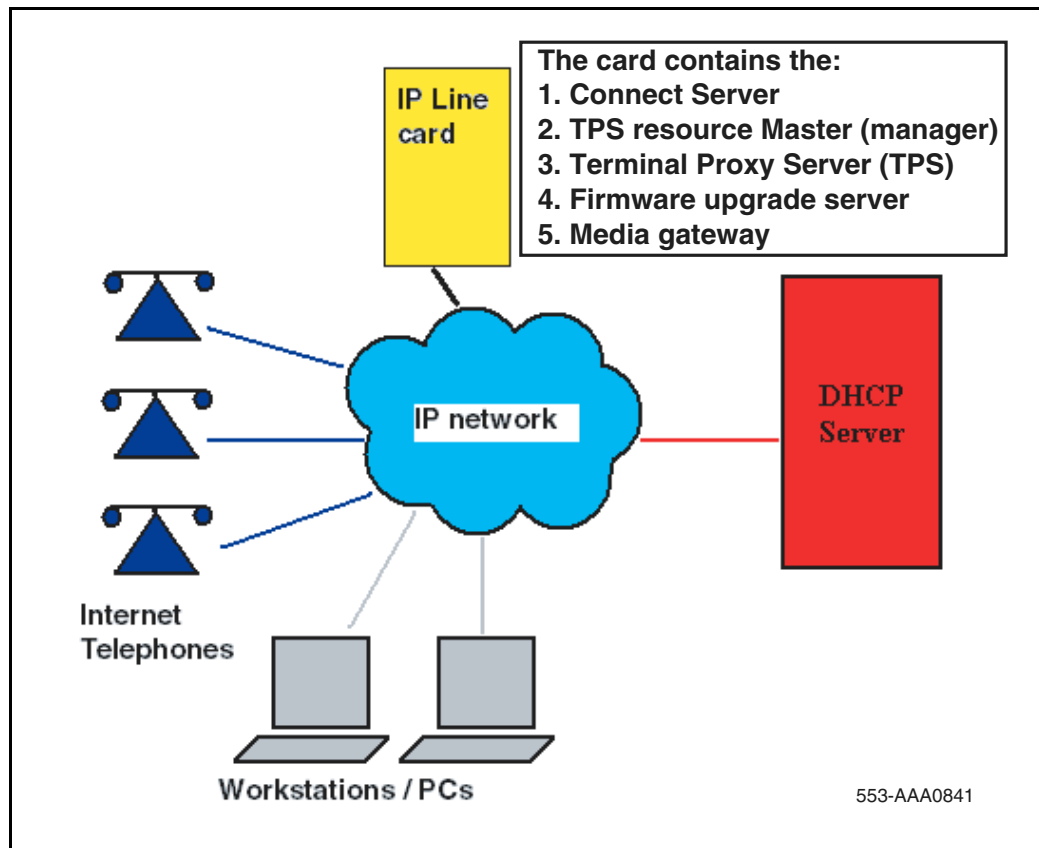 The card contains the:
1. Connect Server
2. TPS resource Master (manager)
3. Terminal Proxy Server (TPS)
4. Firmware upgrade server
5. Media gateway
IP Line
card
IP network
DHCP
Server
Internet
Telephones
Workstations / PCs
553-AAA0841